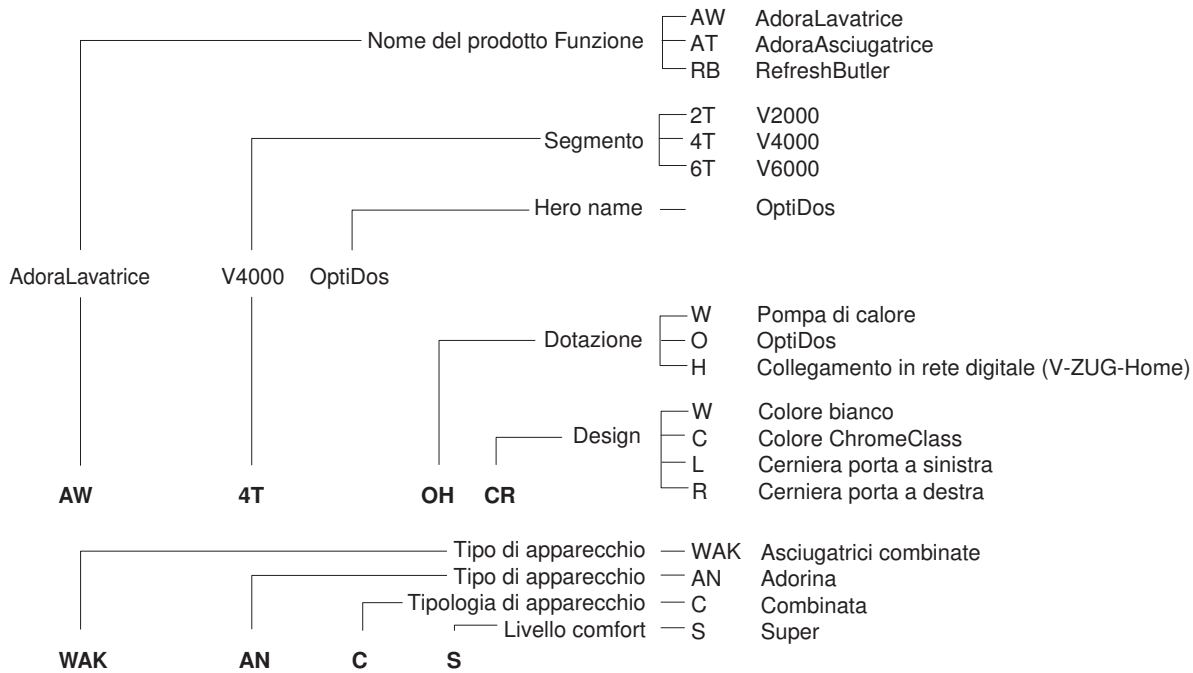 AW AdoraLavatrice
Nome del prodotto Funzione AT AdoraAsciugatrice
RB RefreshButler
2T V2000
Segmento 4T V4000
6T V6000
Hero name OptiDos
AdoraLavatrice V4000 OptiDos
W Pompa di calore
Dotazione O OptiDos
H Collegamento in rete digitale (V-ZUG-Home)
W Colore bianco
Design C Colore ChromeClass
L Cerniera porta a sinistra
R Cerniera porta a destra
AW 4T OH CR
Tipo di apparecchio WAK Asciugatrici combinate
Tipo di apparecchio AN Adorina
Tipologia di apparecchio C Combinata
Livello comfort S Super
WAK AN C S